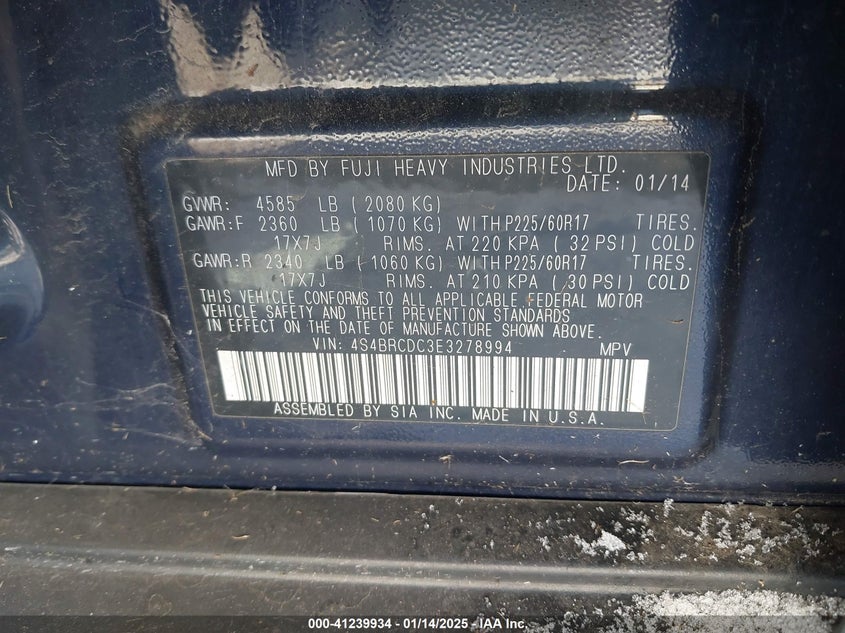 MFD BY FUJI HEAVY INDUSTRIES LTD.
DATE: 01/14
GVWR: 4585 LB (2080 KG)
GAWR:F 2360 LB (1070 KG) WITH P225/60R17 TIRES.
17X7J RIMS. AT 220 KPA (32 PSI) COLD
GAWR:R 2340 LB (1060 KG) WITH P225/60R17 TIRES.
17X7J RIMS. AT 210 KPA (30 PSI) COLD
THIS VEHICLE CONFORMS TO ALL APPLICABLE FEDERAL MOTOR
VEHICLE SAFETY AND THEFT PREVENTION STANDARDS
IN EFFECT ON THE DATE OF MANUFACTURE SHOWN ABOVE.
VIN: 4S4BRCDC3E3278994 MPV
ASSEMBLED BY SIA INC. MADE IN U.S.A.
000-41239934 - 01/14/2025 - IAA Inc.